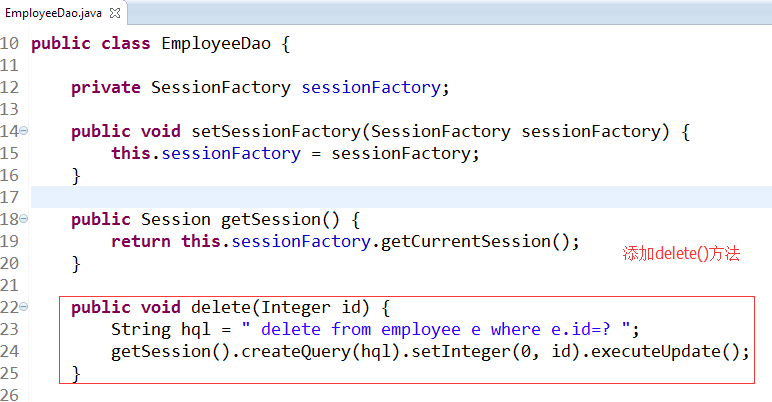 EmployeeDao.java
10 public class EmployeeDao {
11
12 private SessionFactory sessionFactory;
13
14 public void setSessionFactory(SessionFactory sessionFactory) {
15 this.sessionFactory = sessionFactory;
16 }
17
18 public Session getSession() {
19 return this.sessionFactory.getCurrentSession();
添加delete()方法
20 }
21
22 public void delete(Integer id) {
23 String hql = " delete from employee e where e.id=? ";
24 getSession().createQuery(hql).setInteger(0, id).executeUpdate();
25 }
26